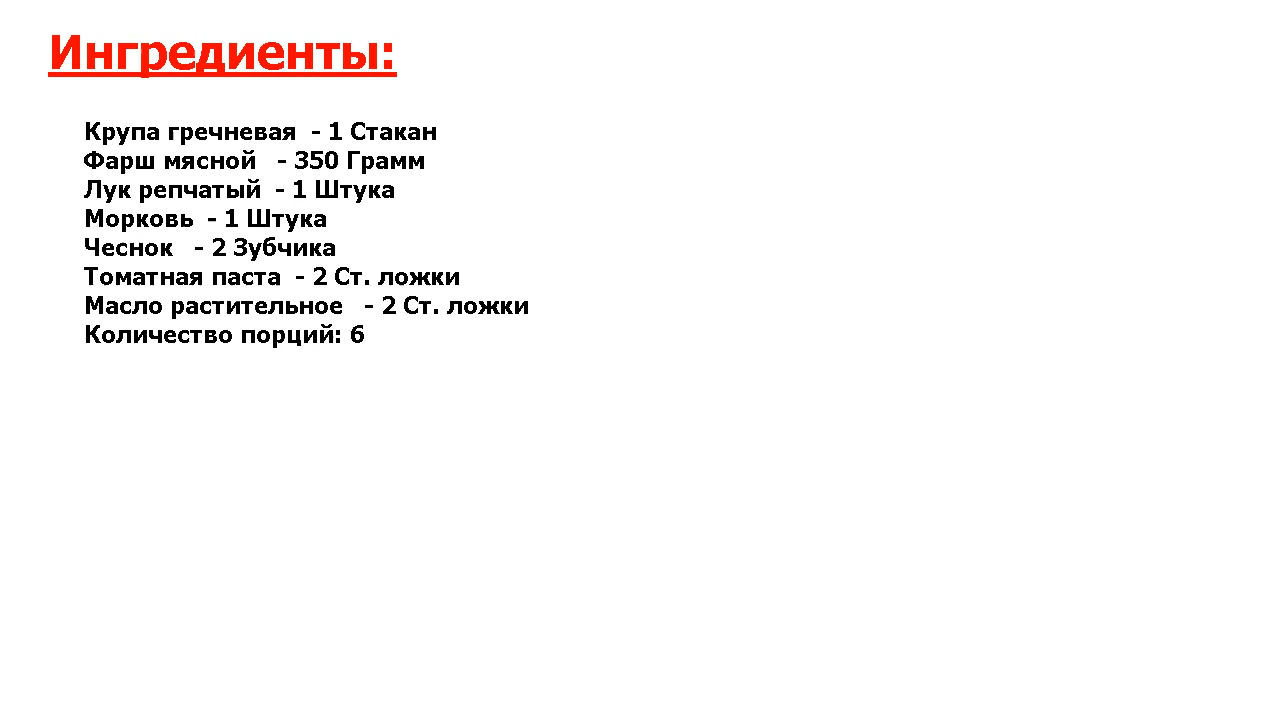 Ингредиенты:
Крупа гречневая  - 1 Стакан
Фарш мясной   - 350 Грамм
Лук репчатый  - 1 Штука
Морковь  - 1 Штука
Чеснок   - 2 Зубчика
Томатная паста  - 2 Ст. ложки
Масло растительное   - 2 Ст. ложки
Количество порций: 6